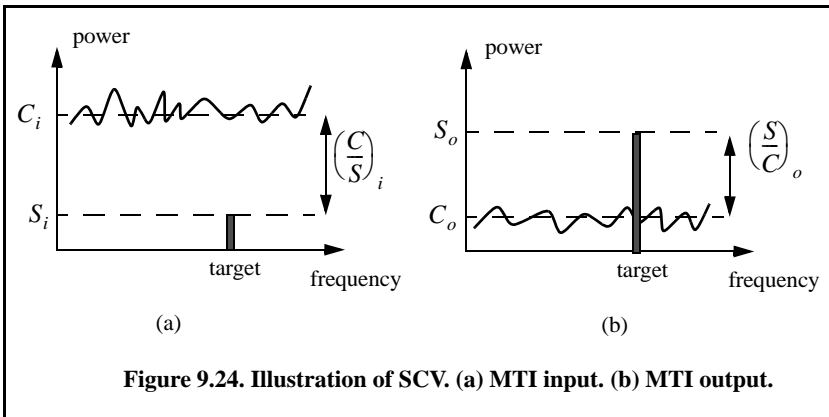 power
C_i
(C/S)_i
S_i
target
frequency
(a)
power
S_o
(S/C)_o
C_o
target
frequency
(b)
Figure 9.24. Illustration of SCV. (a) MTI input. (b) MTI output.